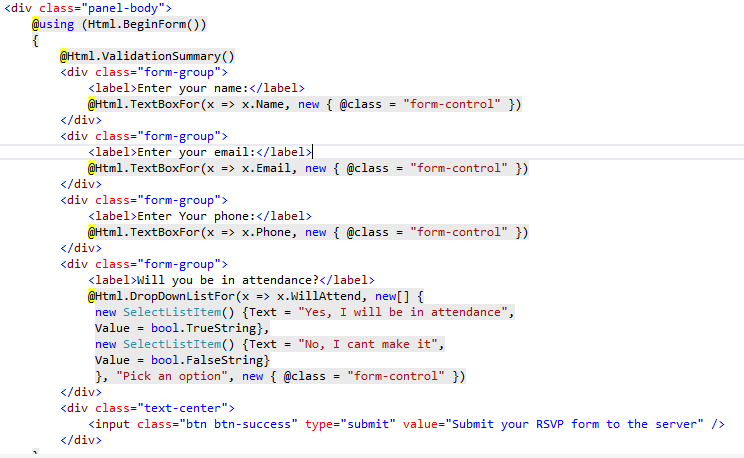 <div class="panel-body">
@using (Html.BeginForm())
{
@Html.ValidationSummary()
<div class="form-group">
<label>Enter your name:</label>
@Html.TextBoxFor(x => x.Name, new { @class = "form-control" })
</div>
<div class="form-group">
<label>Enter your email:</label>
@Html.TextBoxFor(x => x.Email, new { @class = "form-control" })
</div>
<div class="form-group">
<label>Enter Your phone:</label>
@Html.TextBoxFor(x => x.Phone, new { @class = "form-control" })
</div>
<div class="form-group">
<label>Will you be in attendance?</label>
@Html.DropDownListFor(x => x.WillAttend, new[] {
new SelectListItem() {Text = "Yes, I will be in attendance",
Value = bool.TrueString},
new SelectListItem() {Text = "No, I cant make it",
Value = bool.FalseString}
}, "Pick an option", new { @class = "form-control" })
</div>
<div class="text-center">
<input class="btn btn-success" type="submit" value="Submit your RSVP form to the server" />
</div>